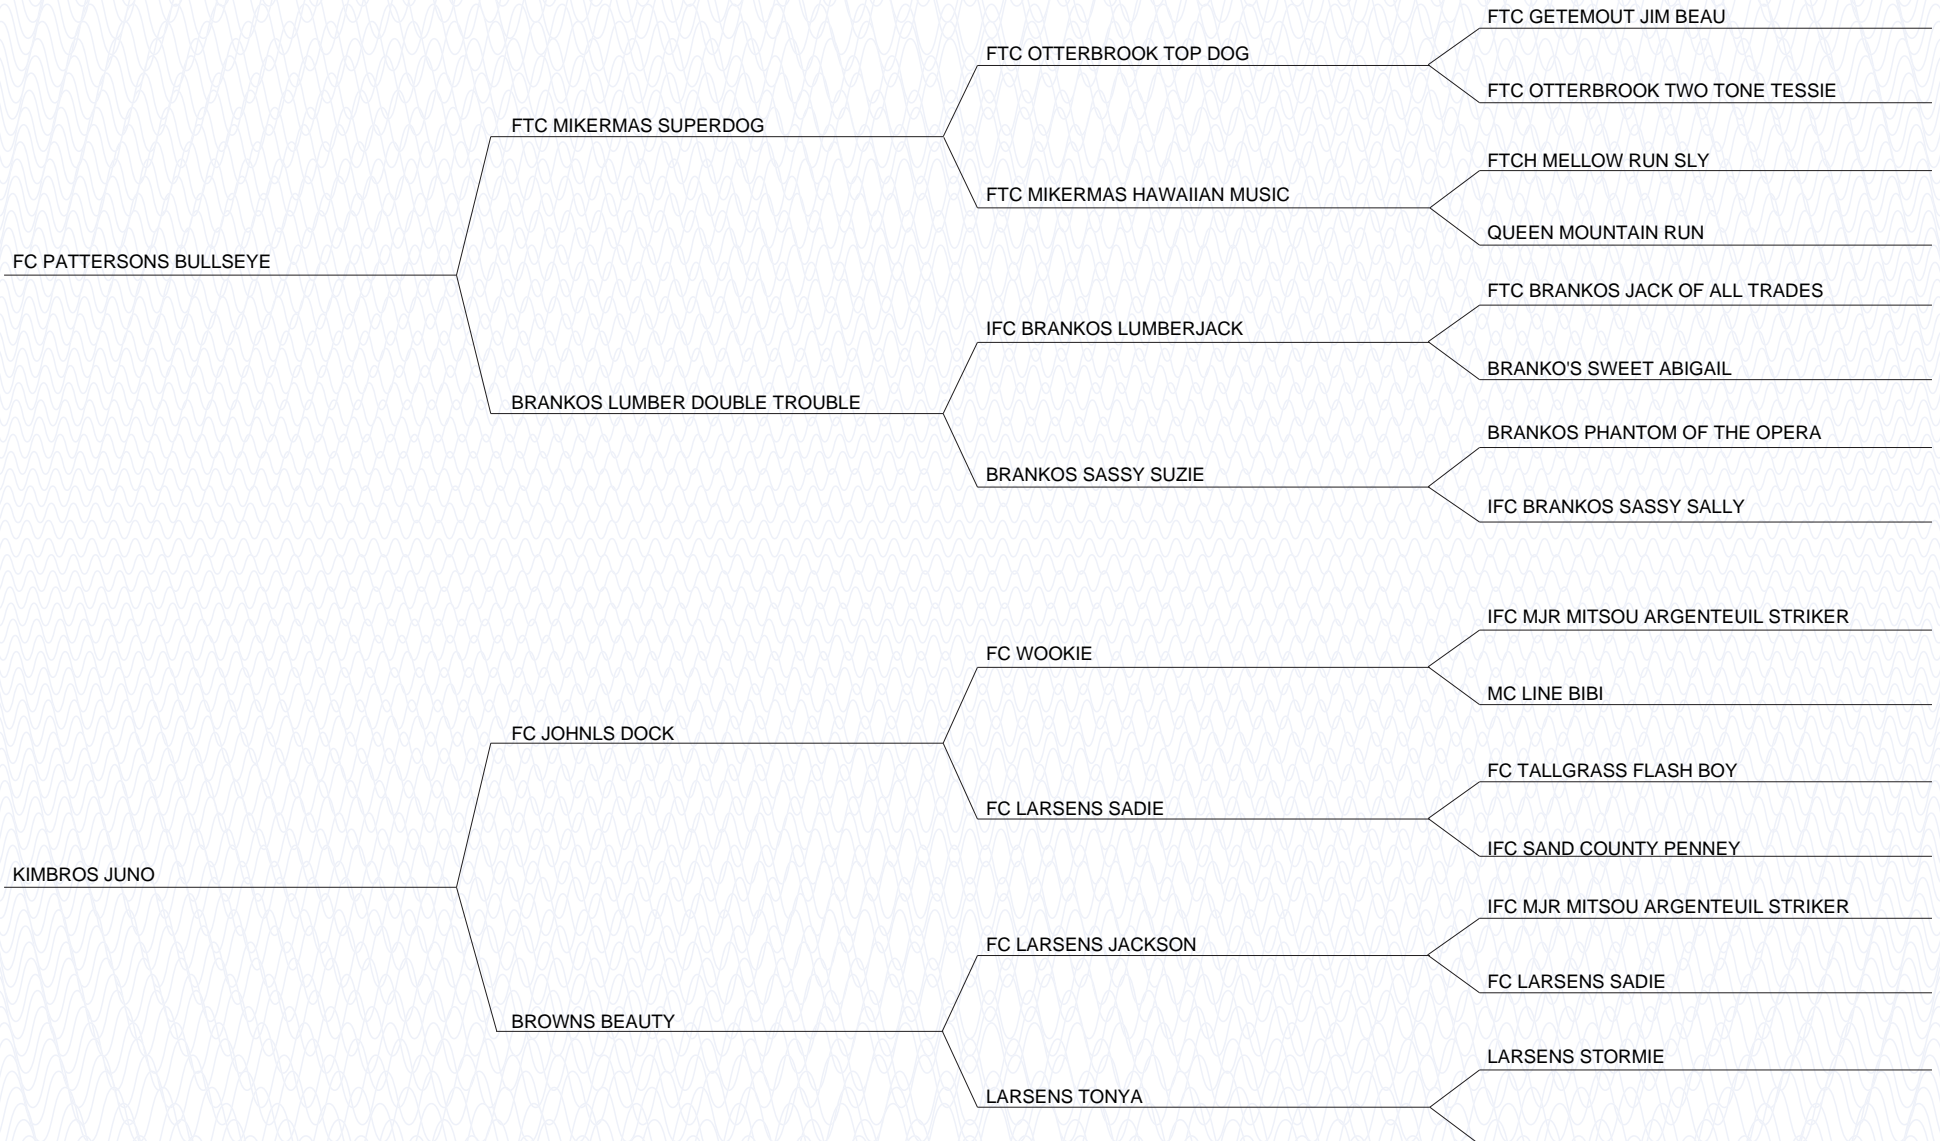 FTC GETEMOUT JIM BEAU
FTC OTTERBROOK TOP DOG
FTC OTTERBROOK TWO TONE TESSIE
FTC MIKERMAS SUPERDOG
FTCH MELLOW RUN SLY
FTC MIKERMAS HAWAIIAN MUSIC
QUEEN MOUNTAIN RUN
FC PATTERSONS BULLSEYE
FTC BRANKOS JACK OF ALL TRADES
IFC BRANKOS LUMBERJACK
BRANKO'S SWEET ABIGAIL
BRANKOS LUMBER DOUBLE TROUBLE
BRANKOS PHANTOM OF THE OPERA
BRANKOS SASSY SUZIE
IFC BRANKOS SASSY SALLY
IFC MJR MITSOU ARGENTEUIL STRIKER
FC WOOKIE
MC LINE BIBI
FC JOHNLS DOCK
FC TALLGRASS FLASH BOY
FC LARSENS SADIE
IFC SAND COUNTY PENNEY
KIMBROS JUNO
IFC MJR MITSOU ARGENTEUIL STRIKER
FC LARSENS JACKSON
FC LARSENS SADIE
BROWNS BEAUTY
LARSENS STORMIE
LARSENS TONYA